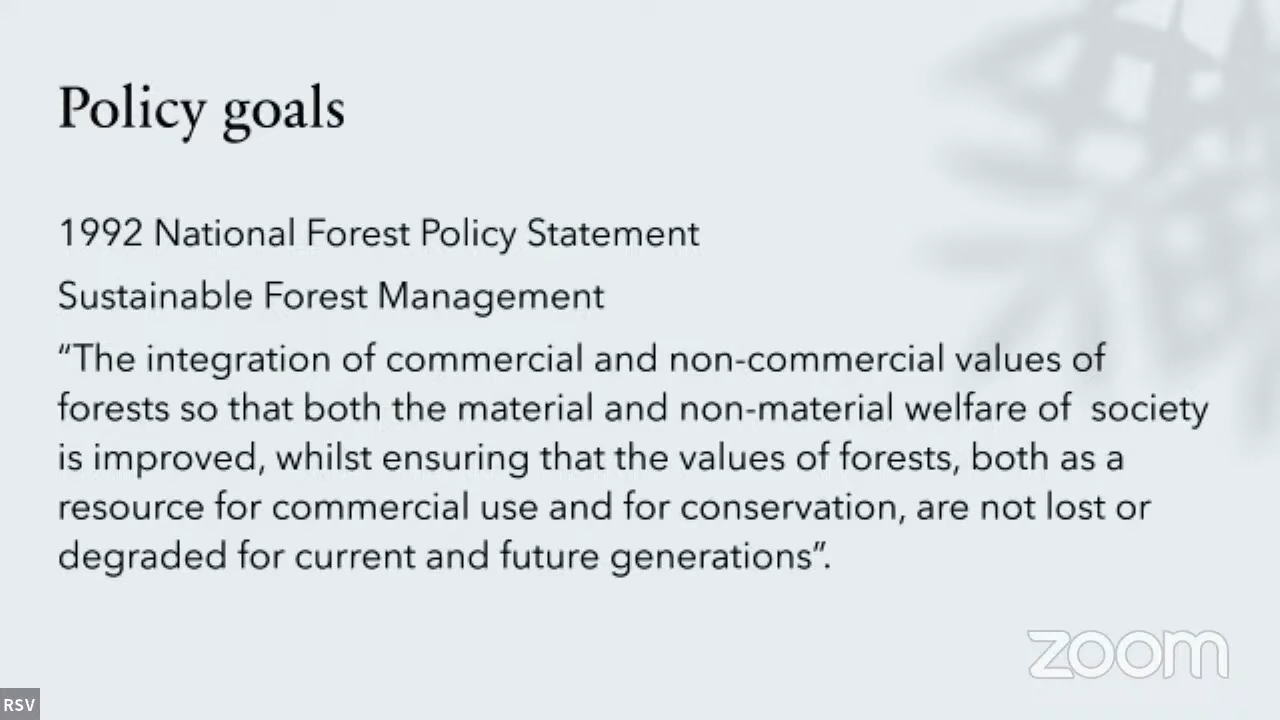 Policy goals
1992 National Forest Policy Statement
Sustainable Forest Management
“The integration of commercial and non-commercial values of
forests so that both the material and non-material welfare of  society
is improved, whilst ensuring that the values of forests, both as a
resource for commercial use and for conservation, are not lost or
degraded for current and future generations”.
zoom
RSV